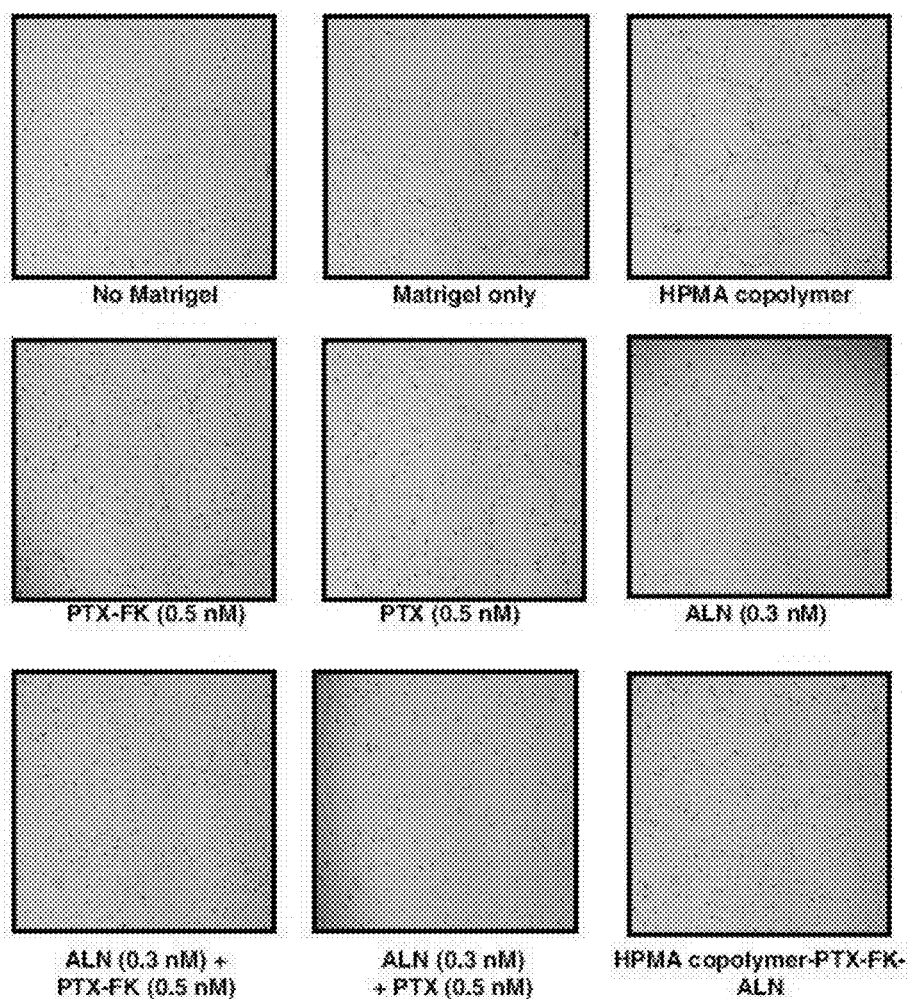 No Matrigel
Matrigel only
HPMA copolymer
PTX-FK (0.5 nM)
PTX (0.5 nM)
ALN (0.3 nM)
ALN (0.3 nM) +
PTX-FK (0.5 nM)
ALN (0.3 nM)
+ PTX (0.5 nM)
HPMA copolymer-PTX-FK-
ALN